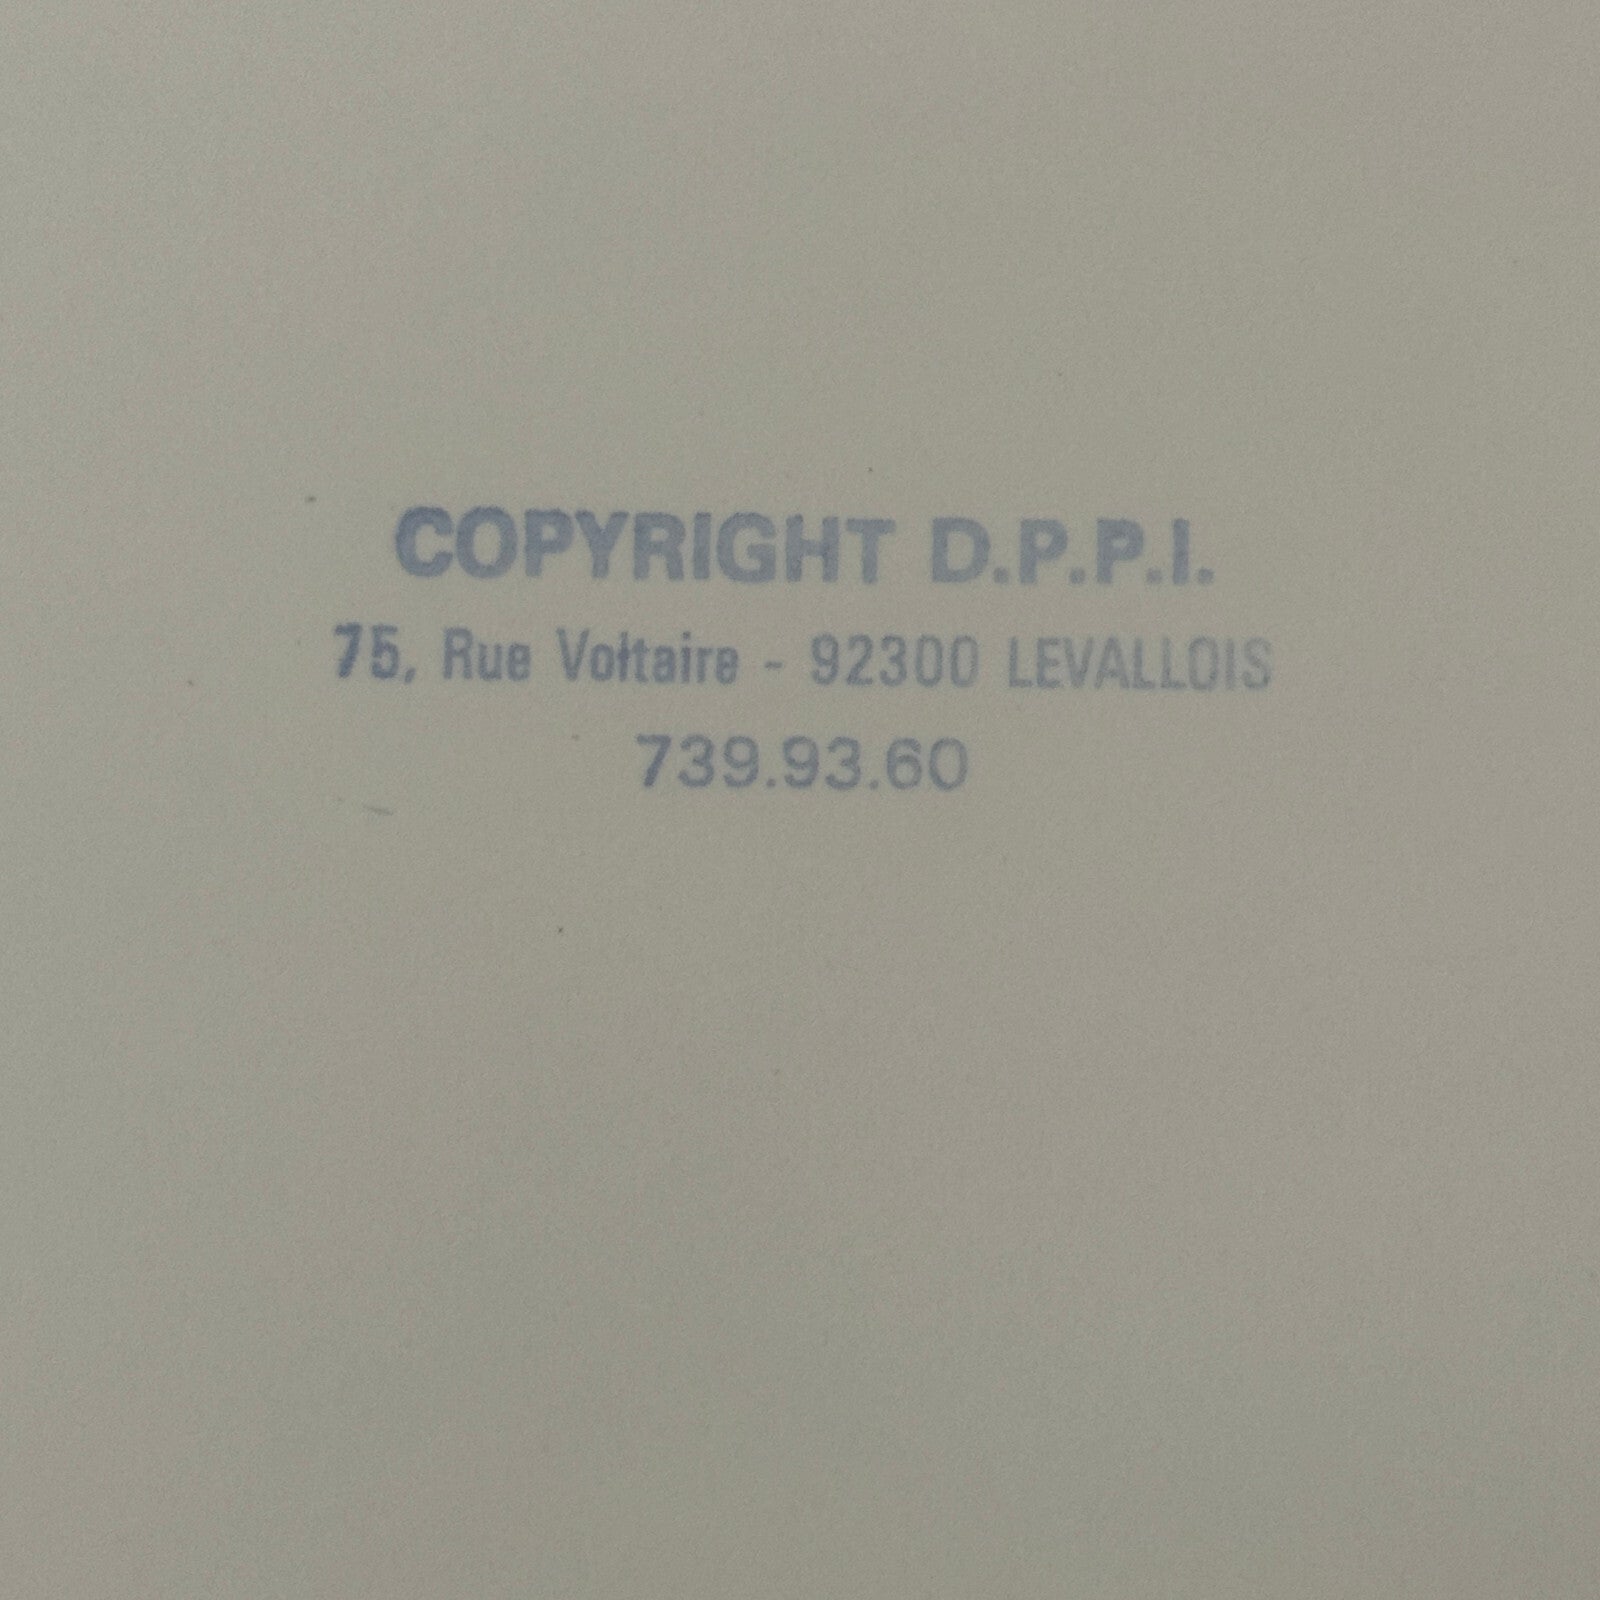 COPYRIGHT D.P.P.I.
75, Rue Voltaire - 92300 LEVALLOIS
739.93.60